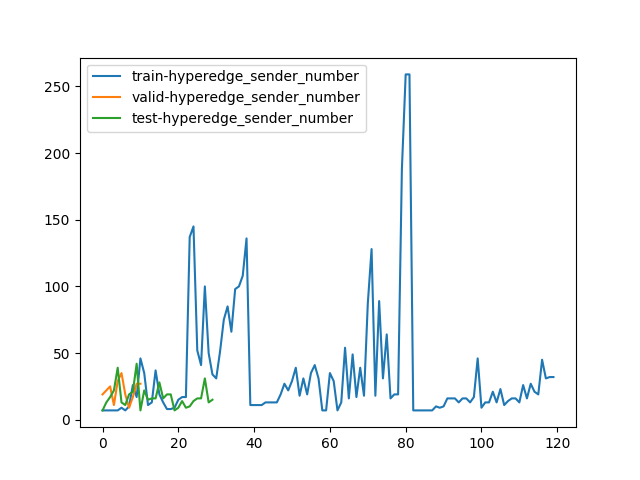 train-hyperedge_sender_number
valid-hyperedge_sender_number
test-hyperedge_sender_number
250
200
150
100
50
0
0 20 40 60 80 100 120